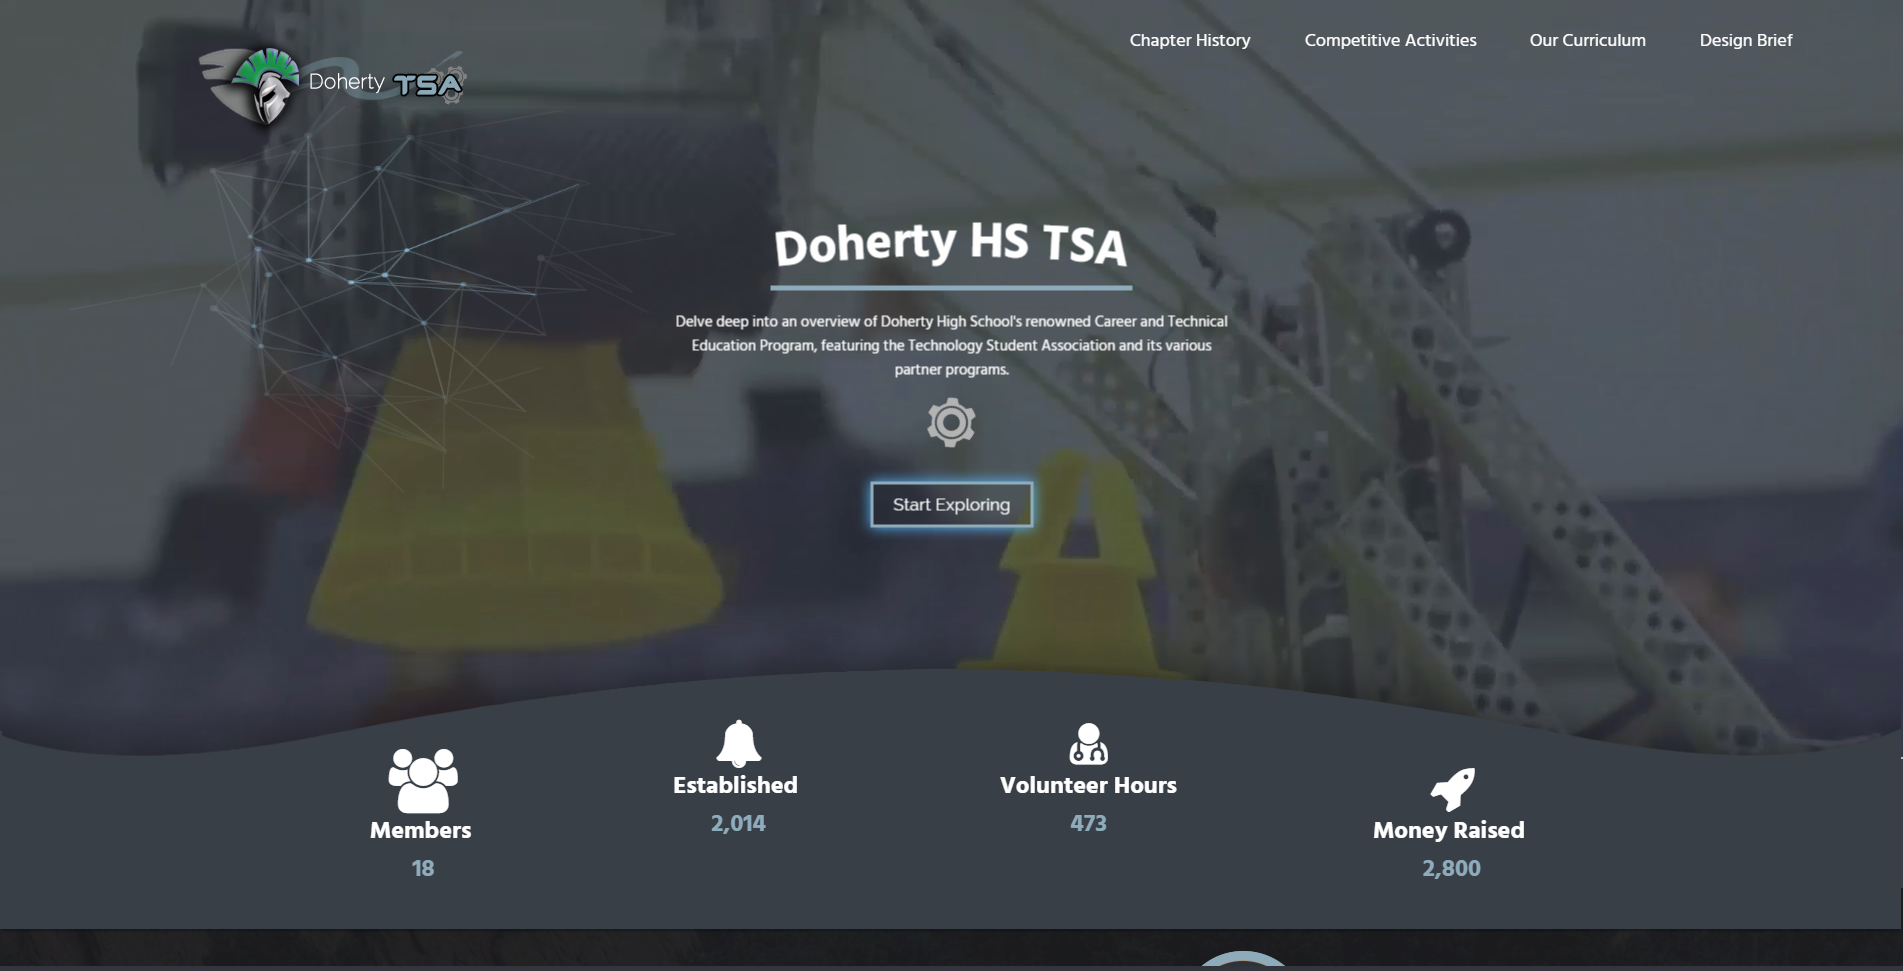 Chapter History
Competitive Activities
Our Curriculum
Design Brief
Doherty TSA
Doherty HS TSA
Delve deep into an overview of Doherty High School's renowned Career and Technical
Education Program, featuring the Technology Student Association and its various
partner programs.
Start Exploring
Members
18
Established
2,014
Volunteer Hours
473
Money Raised
2,800